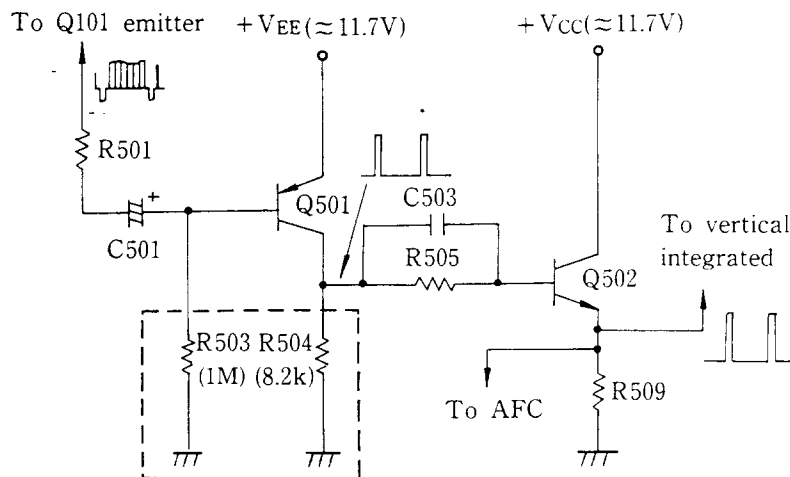 To Q101 emitter
+VEE(≈11.7V)
+VCC(≈11.7V)
R501
C501
+
Q501
C503
R505
Q502
To vertical
integrated
R503
(1M)
R504
(8.2k)
To AFC
R509